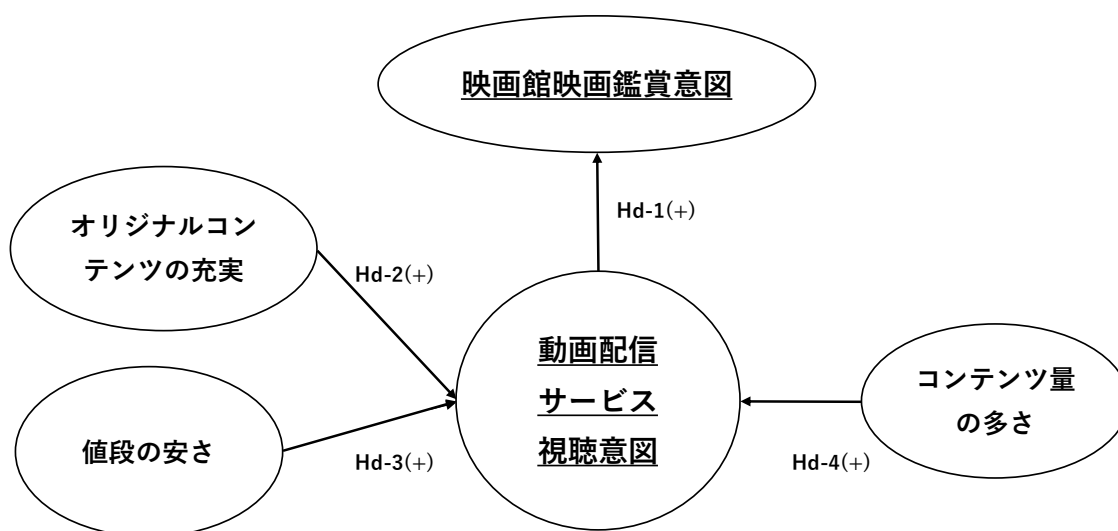 映画館映画鑑賞意図
Hd-1(+)
オリジナルコン
テンツの充実
Hd-2(+)
動画配信
サービス
視聴意図
コンテンツ量
の多さ
値段の安さ
Hd-3(+)
Hd-4(+)